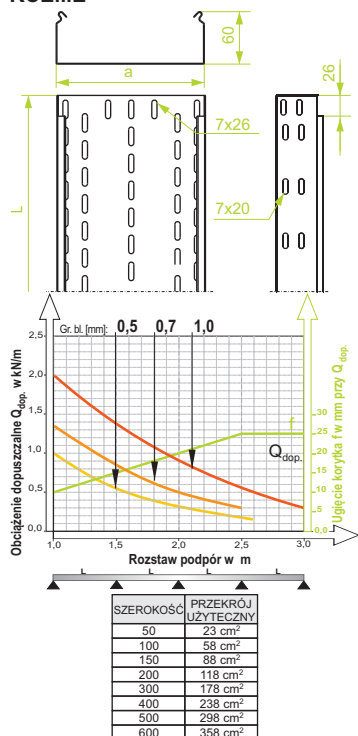 60
a
26
7x26
7x20
L
Gr. bl. [mm]: 0,5 0,7 1,0
Obciążenie dopuszczalne Qdop. w kN/m
2,5
2,0
1,5
1,0
0,5
0,0
f
Qdop.
30
25
20
15
10
5
0,0
Ugięcie korytka f w mm przy Qdop.
1,0 1,5 2,0 2,5 3,0
Rozstaw podpór w m
L L L L
SZEROKOŚĆ PRZEKRÓJ UŻYTECZNY
50 23 cm²
100 58 cm²
150 88 cm²
200 118 cm²
300 178 cm²
400 238 cm²
500 298 cm²
600 358 cm²